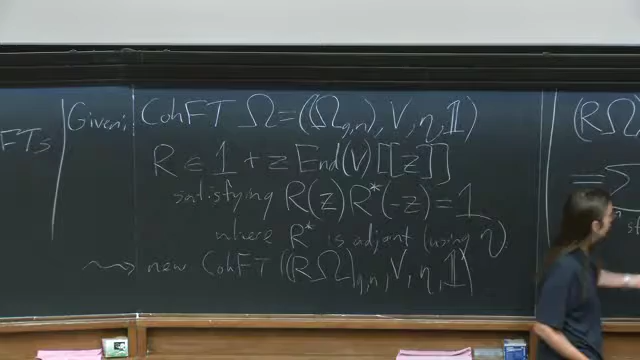 FTs
Given: CohFT Ω=((Ω_{g,n}), V, η, 𝟙)
R ∈ 1 + z End(V)[[z]]
satisfying R(z)R*(-z) = 1
where R* is adjoint (using η).
⇝ new CohFT ((RΩ)_{g,n}, V, η, 𝟙)
(RΩ)
= Σ